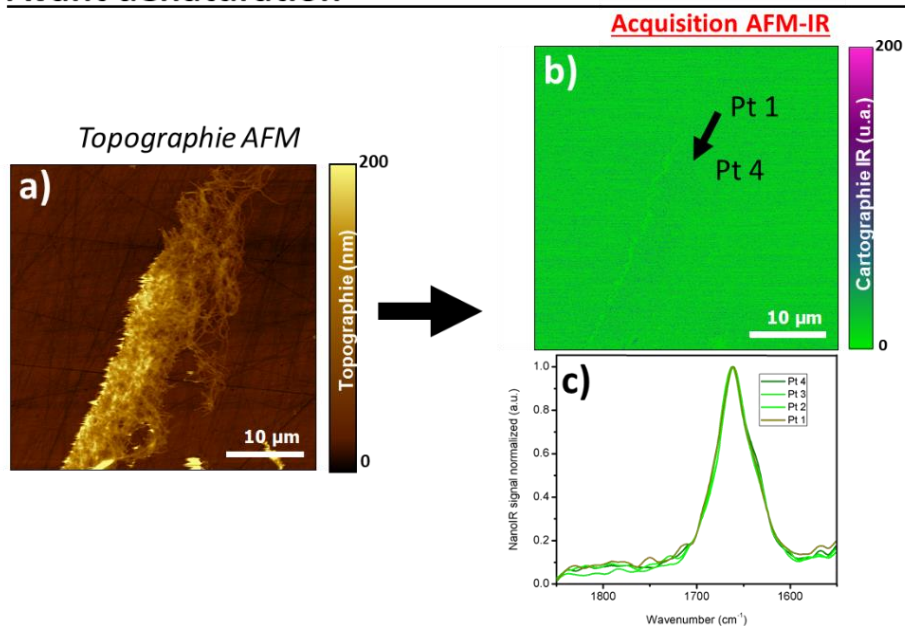 Avant dénaturation
Acquisition AFM-IR
b)
200
Pt 1
Pt 4
Cartographie IR (u.a.)
10 µm
0
Topographie AFM
a)
200
Topographie (nm)
10 µm
0
c)
NanoIR signal normalized (a.u.)
1.0
0.8
0.6
0.4
0.2
0.0
Pt 4
Pt 3
Pt 2
Pt 1
1800
1700
1600
Wavenumber (cm⁻¹)